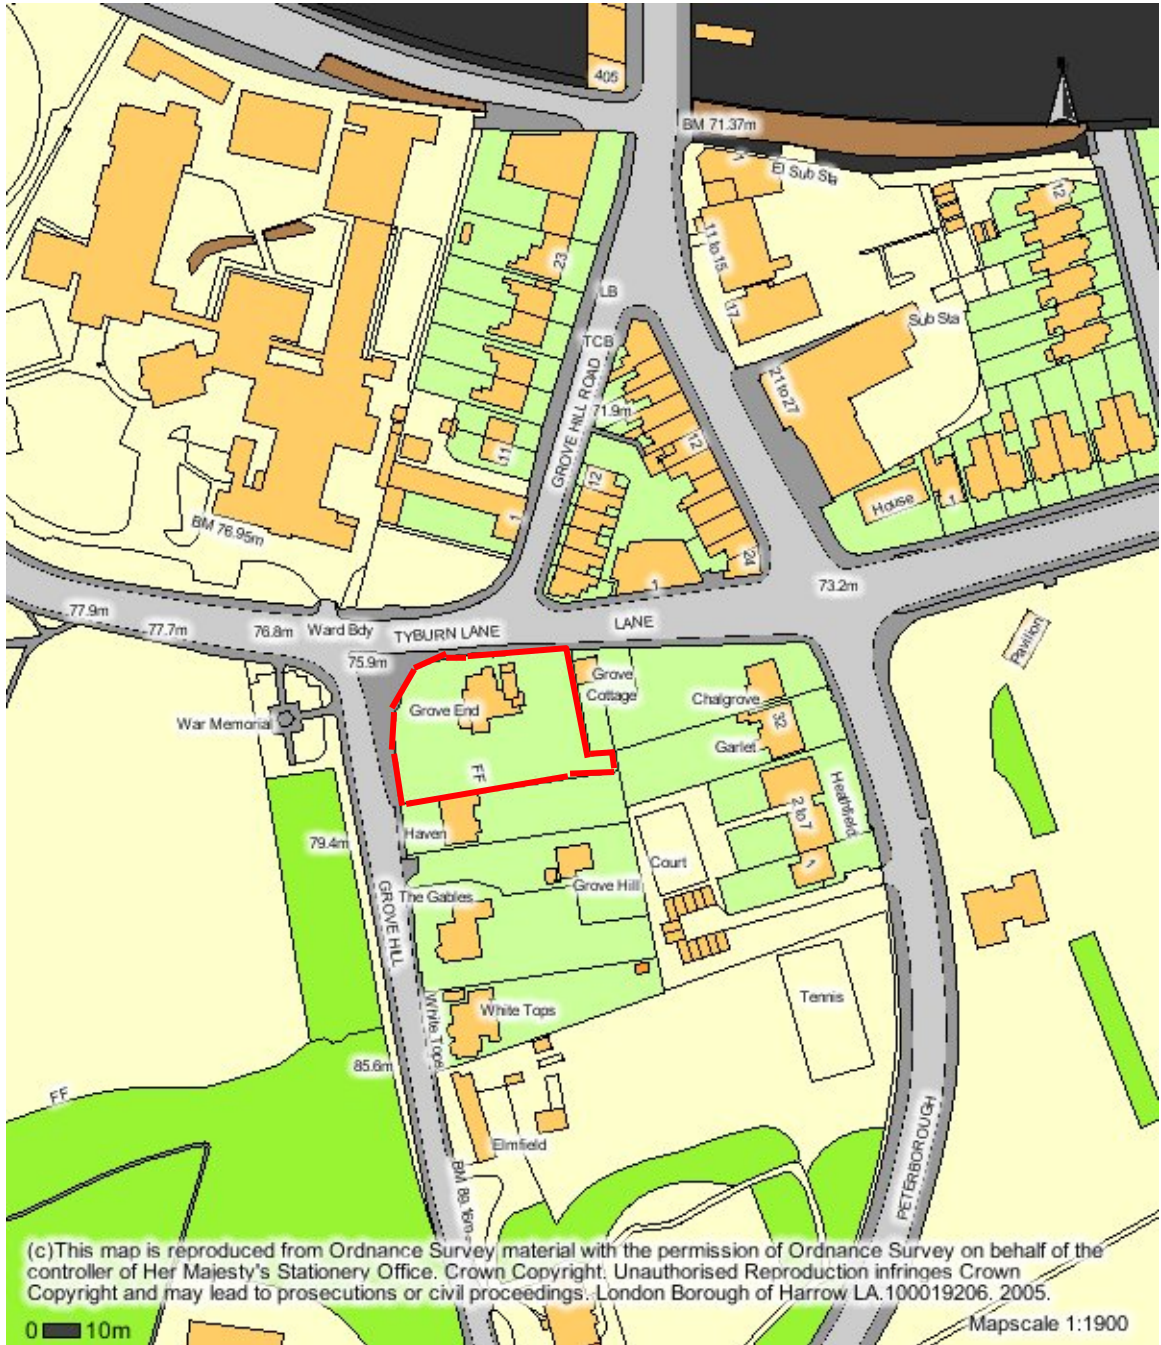 405
BM 71.37m
1
El Sub Sta
12
11 to 15
23
17
LB
Sub Sta
TCB
21 to 27
71.9m
GROVE HILL ROAD
12
11
12
House
1
1
BM 76.95m
24
1
73.2m
77.9m
77.7m
76.8m
Ward Bdy
TYBURN LANE
LANE
Pavilion
75.9m
Grove
Cottage
Chalgrove
War Memorial
Grove End
32
Garlet
FF
Heathfield
2 to 7
Haven
79.4m
Court
1
Grove Hill
The Gables
GROVE HILL
Tennis
White Tops
White Tops
85.6m
FF
PETERBOROUGH
Elmfield
BM 89.16m
(c)This map is reproduced from Ordnance Survey material with the permission of Ordnance Survey on behalf of the
controller of Her Majesty's Stationery Office. Crown Copyright. Unauthorised Reproduction infringes Crown
Copyright and may lead to prosecutions or civil proceedings. London Borough of Harrow LA.100019206. 2005.
0 10m
Mapscale 1:1900